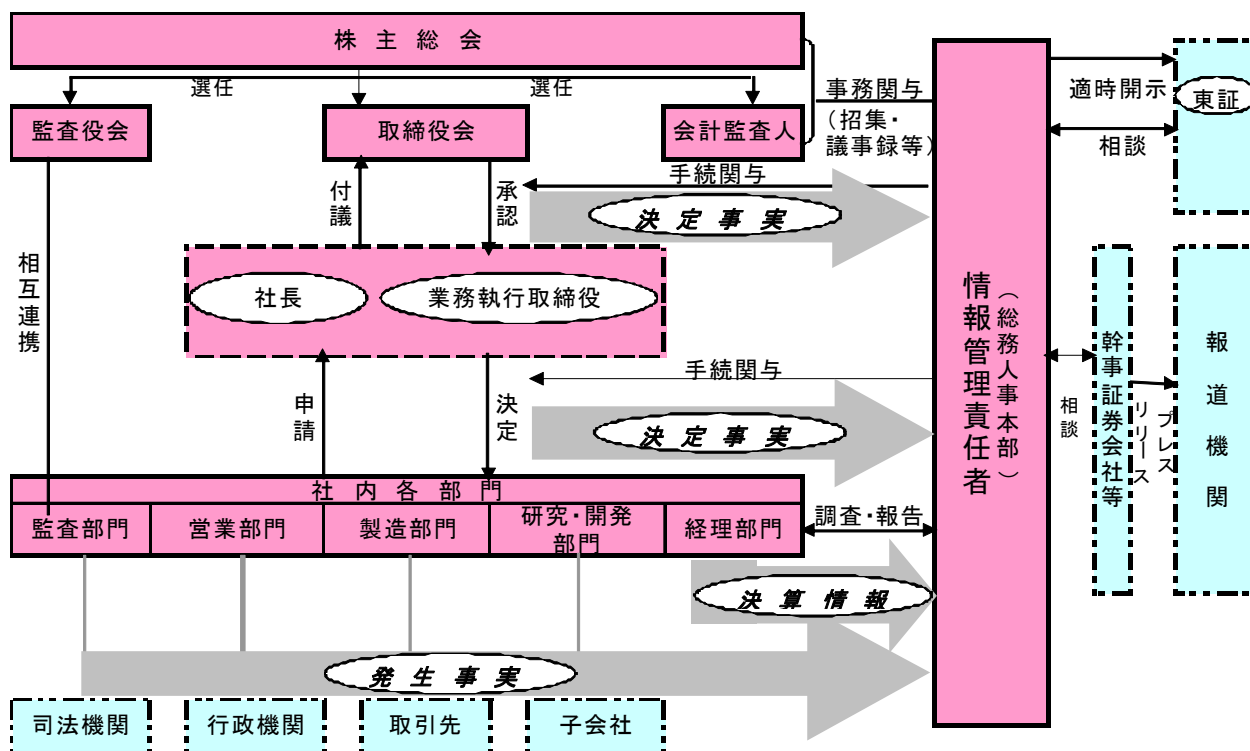 株主総会
選任
選任
監査役会
取締役会
会計監査人
事務関与
（招集・
議事録等）
適時開示
東証
相談
手続関与
付議
承認
決定事実
相互連携
社長
業務執行取締役
情報管理責任者
（総務人事本部）
幹事証券会社等
報道機関
相談
プレス
リリース
手続関与
申請
決定
決定事実
社内各部門
監査部門
営業部門
製造部門
研究・開発
部門
経理部門
調査・報告
決算情報
発生事実
司法機関
行政機関
取引先
子会社